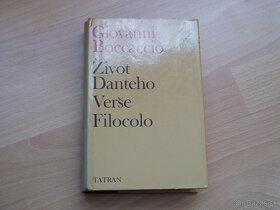 Giovanni
Boccaccio
Život
Danteho
Verše
Filocolo
TATRAN